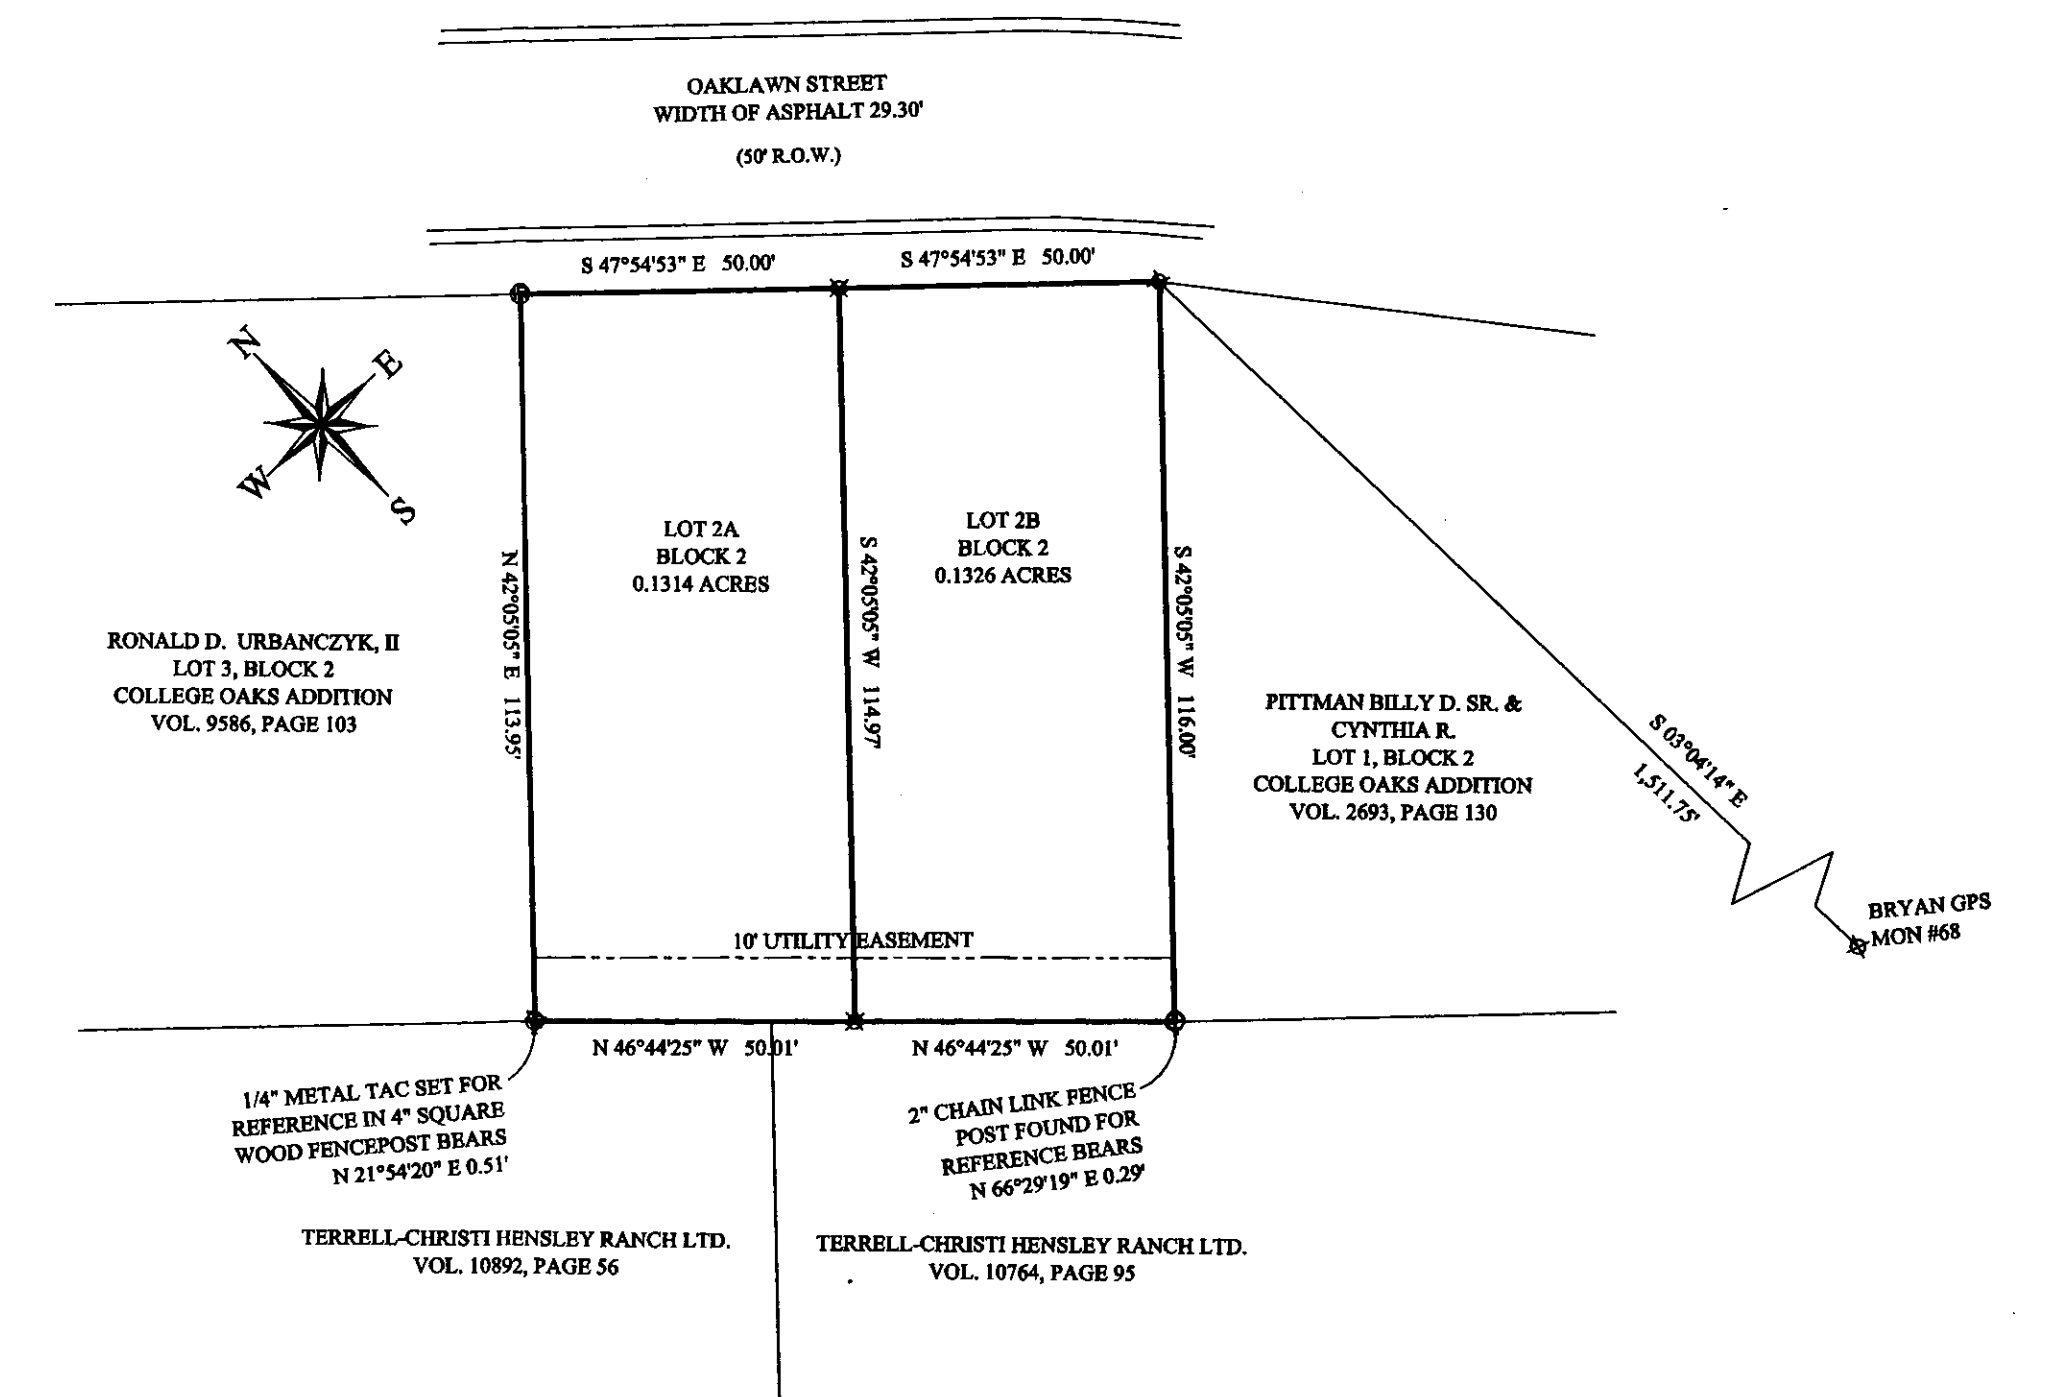 OAKLAWN STREET
WIDTH OF ASPHALT 29.30'
(50' R.O.W.)
S 47°54'53" E 50.00'
S 47°54'53" E 50.00'
N
E
W
S
LOT 2A
BLOCK 2
0.1314 ACRES
LOT 2B
BLOCK 2
0.1326 ACRES
N 42°05'05" E 113.95'
S 42°05'05" W 114.97'
S 42°05'05" W 116.00'
RONALD D. URBANCZYK, II
LOT 3, BLOCK 2
COLLEGE OAKS ADDITION
VOL. 9586, PAGE 103
PITTMAN BILLY D. SR. &
CYNTHIA R.
LOT 1, BLOCK 2
COLLEGE OAKS ADDITION
VOL. 2693, PAGE 130
S 03°04'14" E
1,511.75'
BRYAN GPS
MON #68
10' UTILITY EASEMENT
N 46°44'25" W 50.01'
N 46°44'25" W 50.01'
1/4" METAL TAC SET FOR
REFERENCE IN 4" SQUARE
WOOD FENCEPOST BEARS
N 21°54'20" E 0.51'
2" CHAIN LINK FENCE
POST FOUND FOR
REFERENCE BEARS
N 66°29'19" E 0.29'
TERRELL-CHRISTI HENSLEY RANCH LTD.
VOL. 10892, PAGE 56
TERRELL-CHRISTI HENSLEY RANCH LTD.
VOL. 10764, PAGE 95